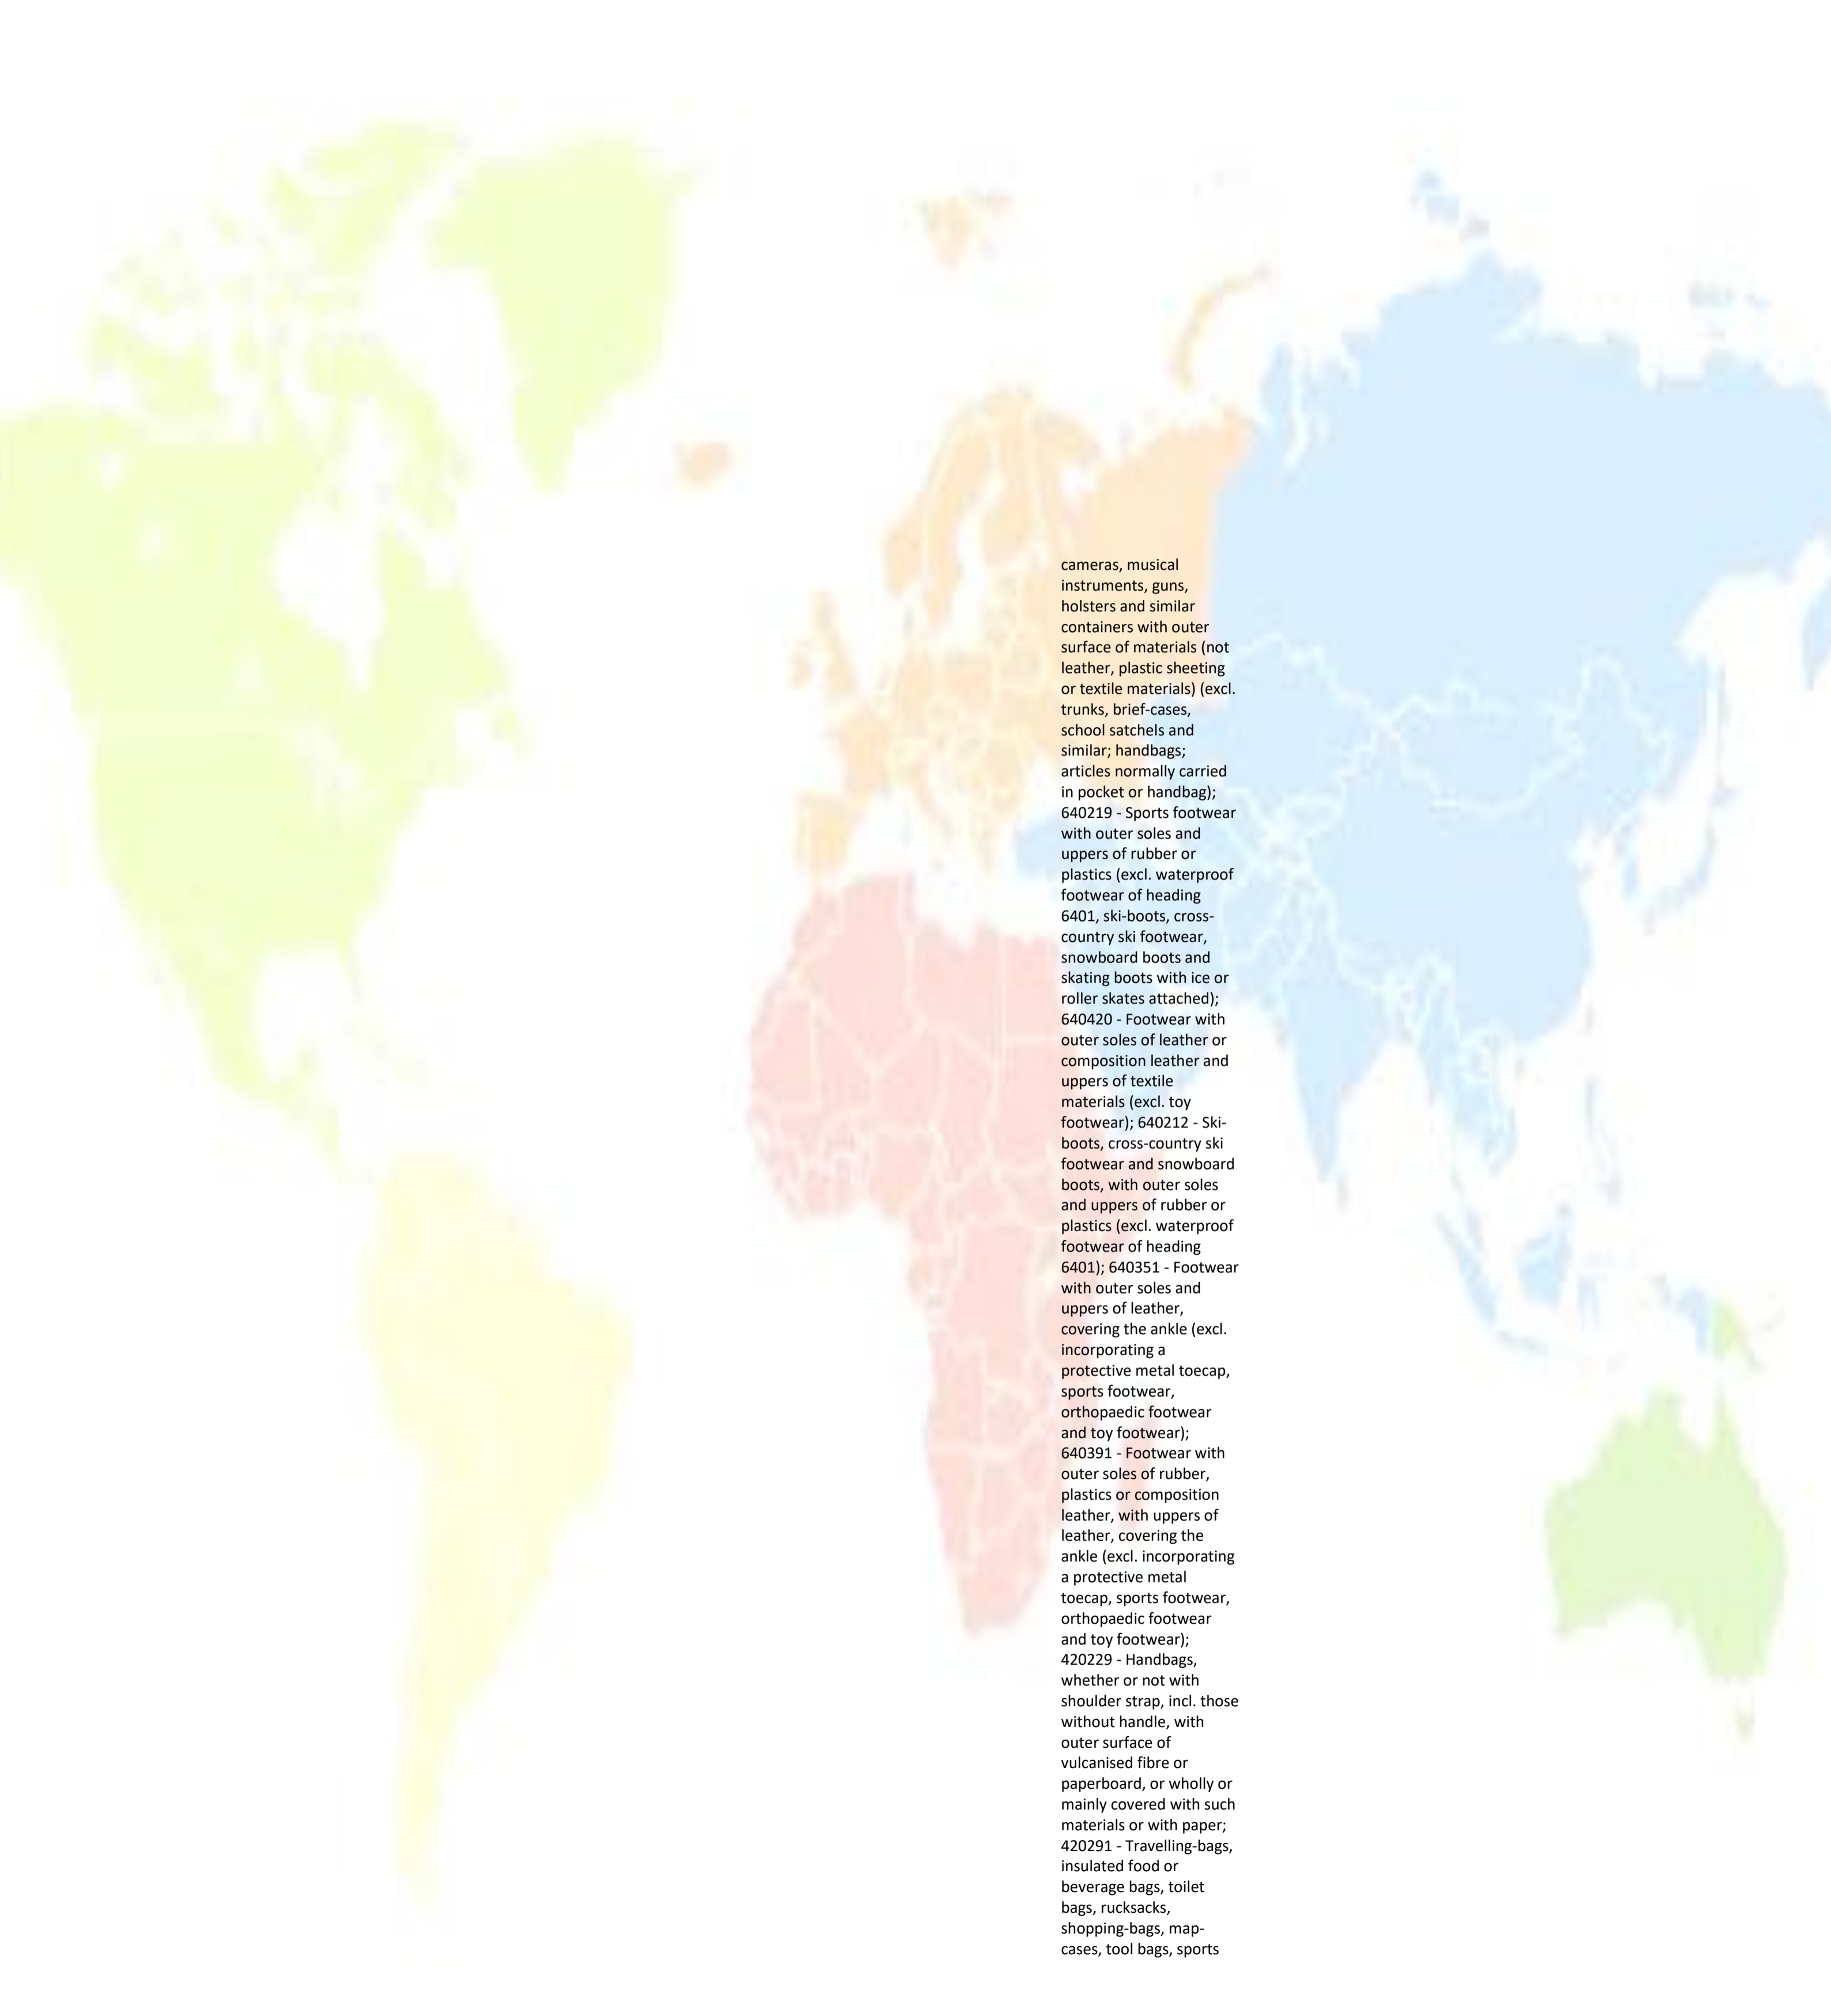 cameras, musical
instruments, guns,
holsters and similar
containers with outer
surface of materials (not
leather, plastic sheeting
or textile materials) (excl.
trunks, brief-cases,
school satchels and
similar; handbags;
articles normally carried
in pocket or handbag);
640219 - Sports footwear
with outer soles and
uppers of rubber or
plastics (excl. waterproof
footwear of heading
6401, ski-boots, cross-
country ski footwear,
snowboard boots and
skating boots with ice or
roller skates attached);
640420 - Footwear with
outer soles of leather or
composition leather and
uppers of textile
materials (excl. toy
footwear); 640212 - Ski-
boots, cross-country ski
footwear and snowboard
boots, with outer soles
and uppers of rubber or
plastics (excl. waterproof
footwear of heading
6401); 640351 - Footwear
with outer soles and
uppers of leather,
covering the ankle (excl.
incorporating a
protective metal toecap,
sports footwear,
orthopaedic footwear
and toy footwear);
640391 - Footwear with
outer soles of rubber,
plastics or composition
leather, with uppers of
leather, covering the
ankle (excl. incorporating
a protective metal
toecap, sports footwear,
orthopaedic footwear
and toy footwear);
420229 - Handbags,
whether or not with
shoulder strap, incl. those
without handle, with
outer surface of
vulcanised fibre or
paperboard, or wholly or
mainly covered with such
materials or with paper;
420291 - Travelling-bags,
insulated food or
beverage bags, toilet
bags, rucksacks,
shopping-bags, map-
cases, tool bags, sports